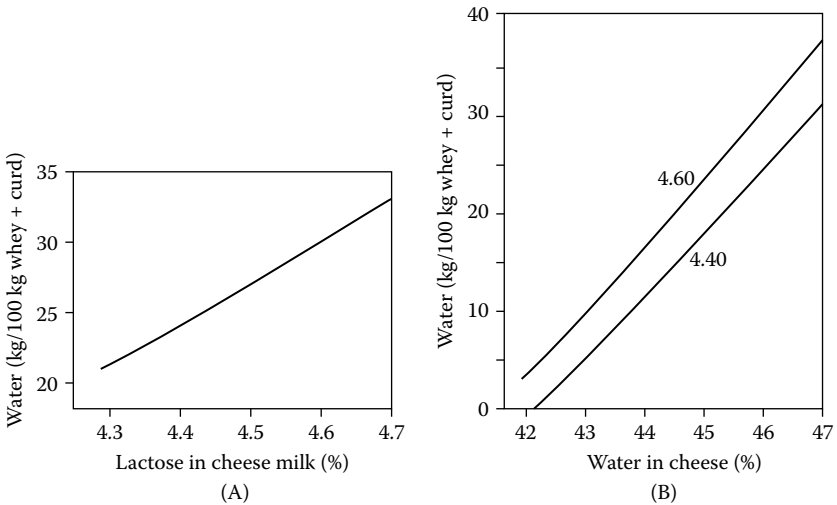 Water (kg/100 kg whey + curd)
35
30
25
20
4.3 4.4 4.5 4.6 4.7
Lactose in cheese milk (%)
(A)
Water (kg/100 kg whey + curd)
40
30
20
10
0
4.60
4.40
42 43 44 45 46 47
Water in cheese (%)
(B)